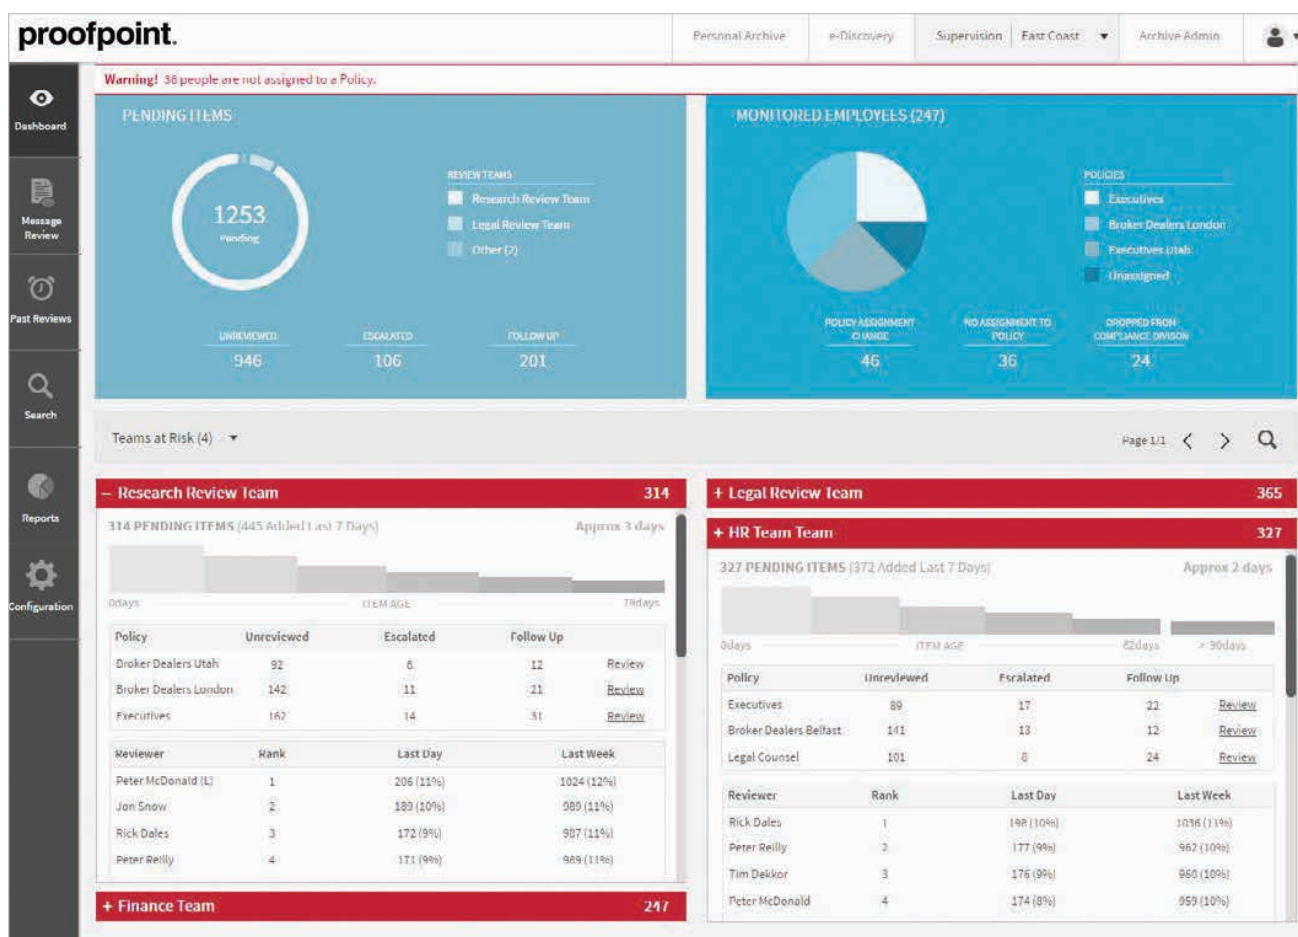 proofpoint.
Personal Archive
e-Discovery
Supervision
East Coast
Archive Admin
Dashboard
Message
Review
Past Reviews
Search
Reports
Configuration
Warning! 36 people are not assigned to a Policy.
PENDING ITEMS
1253
Pending
REVIEW TEAMS
Research Review Team
Legal Review Team
Other (2)
UNREVIEWED
ESCALATED
FOLLOW UP
946
106
201
MONITORED EMPLOYEES (247)
POLICIES
Executives
Broker Dealers London
Executives Utah
Unassigned
POLICY ASSIGNMENT
CHANGE
46
NO ASSIGNMENT TO
POLICY
36
DROPPED FROM
COMPLIANCE DIVISON
24
Teams at Risk (4)
Page 1/1
– Research Review Team 314
314 PENDING ITEMS (445 Added Last 7 Days) Approx 3 days
0days ITEM AGE
Policy Unreviewed Escalated Follow Up
Broker Dealers Utah 92 8 12 Review
Broker Dealers London 142 11 21 Review
Executives 162 14 31 Review
Reviewer Rank Last Day Last Week
Peter McDonald (L) 1 206 (11%) 1024 (12%)
Jon Snow 2 189 (10%) 989 (11%)
Rick Dales 3 172 (9%) 987 (11%)
Peter Reilly 4 171 (9%) 969 (11%)
+ Finance Team 247
+ Legal Review Team 365
+ HR Team Team 327
327 PENDING ITEMS (372 Added Last 7 Days) Approx 2 days
0days ITEM AGE 82days > 90days
Policy Unreviewed Escalated Follow Up
Executives 89 17 22 Review
Broker Dealers Belfast 141 13 12 Review
Legal Counsel 101 8 24 Review
Reviewer Rank Last Day Last Week
Rick Dales 1 198 (10%) 1036 (11%)
Peter Reilly 2 177 (9%) 962 (10%)
Tim Dekkor 3 176 (9%) 960 (10%)
Peter McDonald 4 174 (8%) 959 (10%)